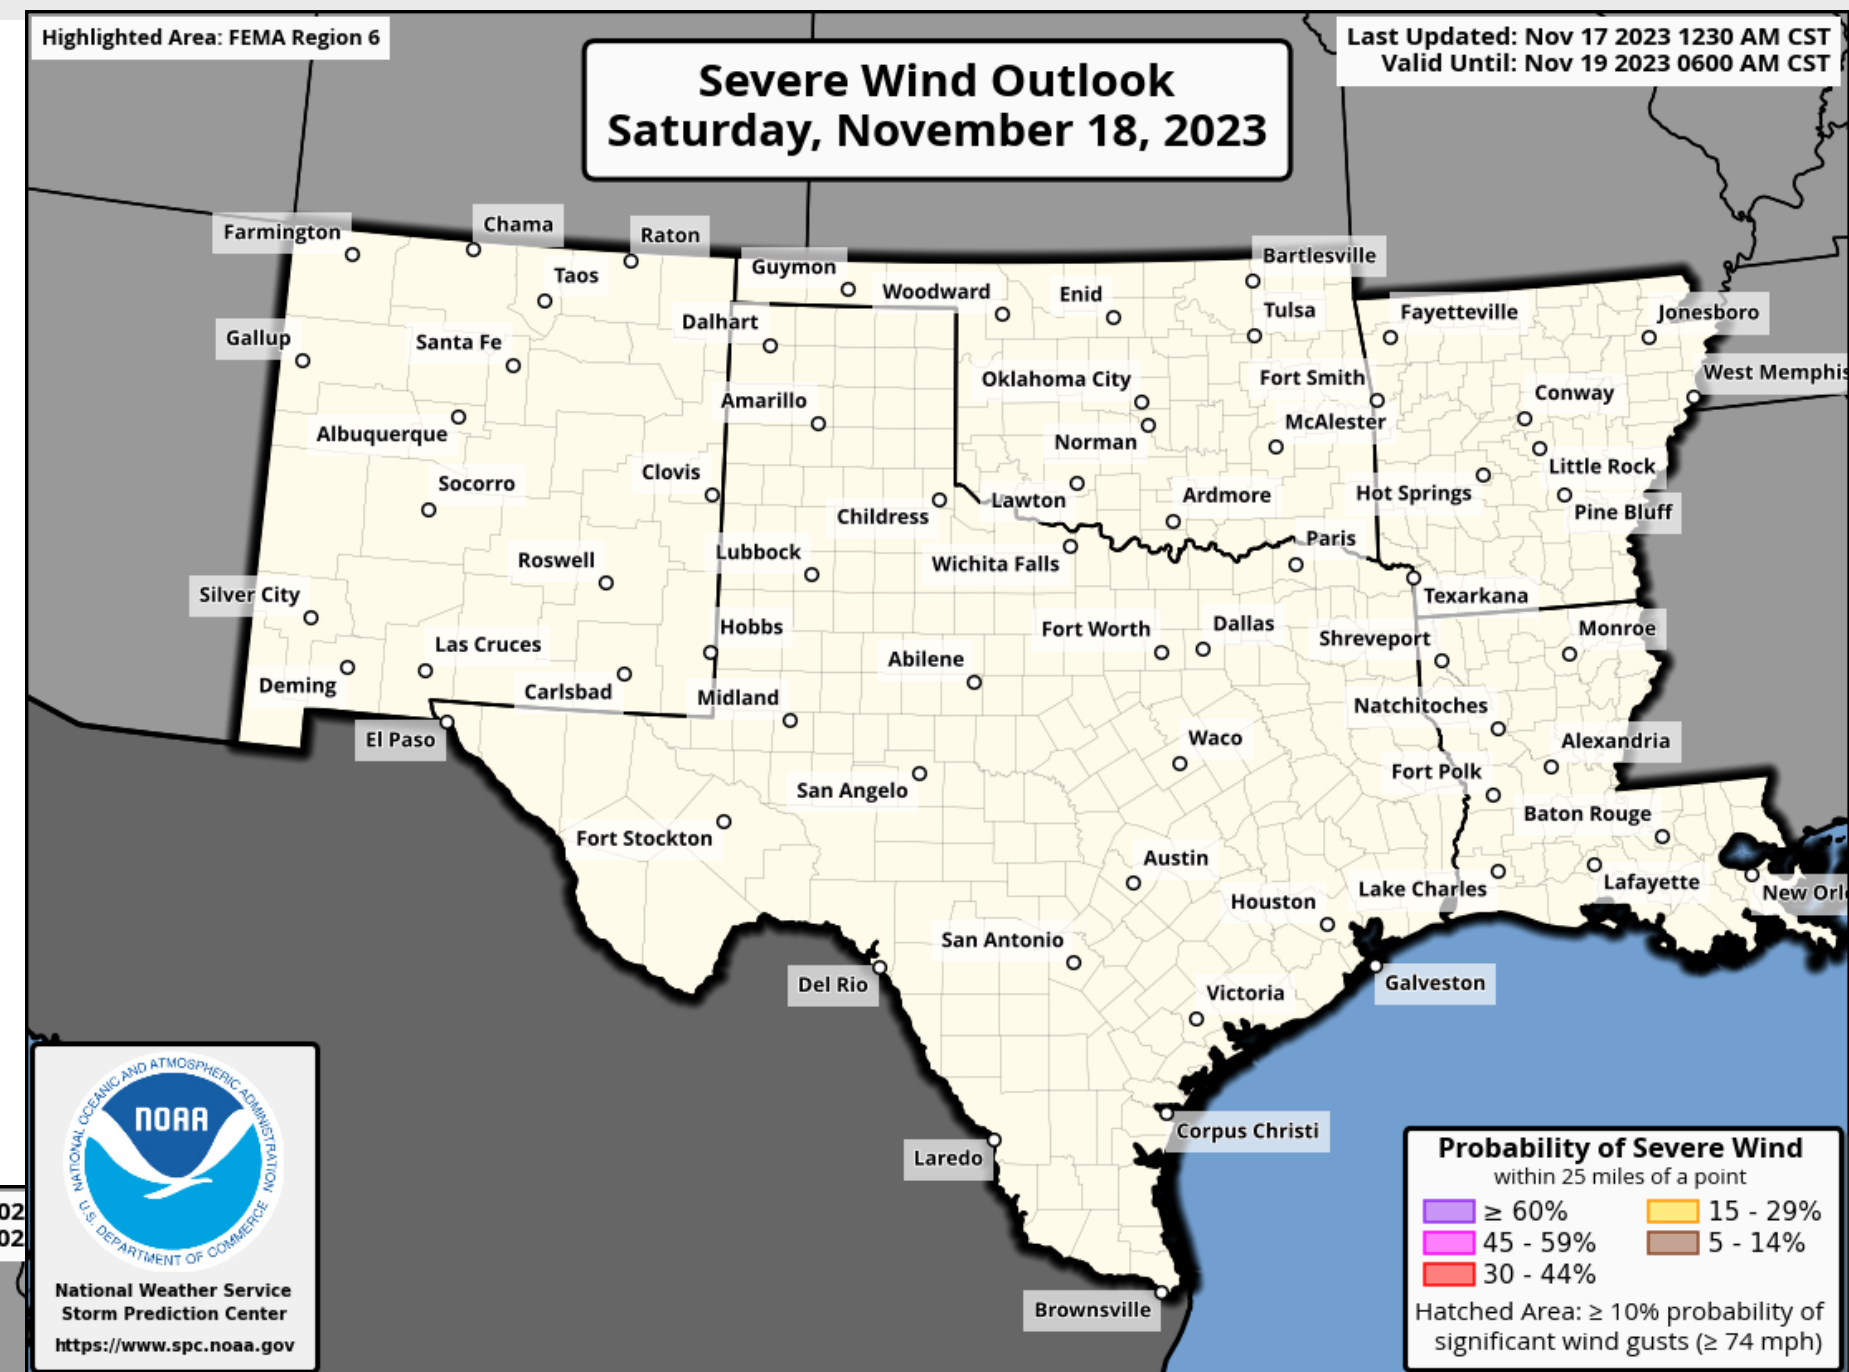 Highlighted Area: FEMA Region 6
Last Updated: Nov 17 2023 1230 AM CST
Valid Until: Nov 19 2023 0600 AM CST
Severe Wind Outlook
Saturday, November 18, 2023
Farmington
Chama
Raton
Taos
Guymon
Woodward
Enid
Bartlesville
Tulsa
Fayetteville
Jonesboro
Gallup
Santa Fe
Dalhart
Oklahoma City
Fort Smith
Conway
West Memphis
Albuquerque
Amarillo
Norman
McAlester
Little Rock
Socorro
Clovis
Childress
Lawton
Ardmore
Hot Springs
Pine Bluff
Roswell
Lubbock
Wichita Falls
Paris
Texarkana
Silver City
Las Cruces
Hobbs
Abilene
Fort Worth
Dallas
Shreveport
Monroe
Deming
Carlsbad
Midland
Natchitoches
El Paso
Waco
Alexandria
San Angelo
Fort Polk
Fort Stockton
Baton Rouge
Austin
Lake Charles
Lafayette
New Orl
Houston
San Antonio
Del Rio
Victoria
Galveston
Corpus Christi
Laredo
Brownsville
02
02
NATIONAL OCEANIC AND ATMOSPHERIC ADMINISTRATION
NOAA
U.S. DEPARTMENT OF COMMERCE
National Weather Service
Storm Prediction Center
https://www.spc.noaa.gov
Probability of Severe Wind
within 25 miles of a point
≥ 60%
15 - 29%
45 - 59%
5 - 14%
30 - 44%
Hatched Area: ≥ 10% probability of
significant wind gusts (≥ 74 mph)